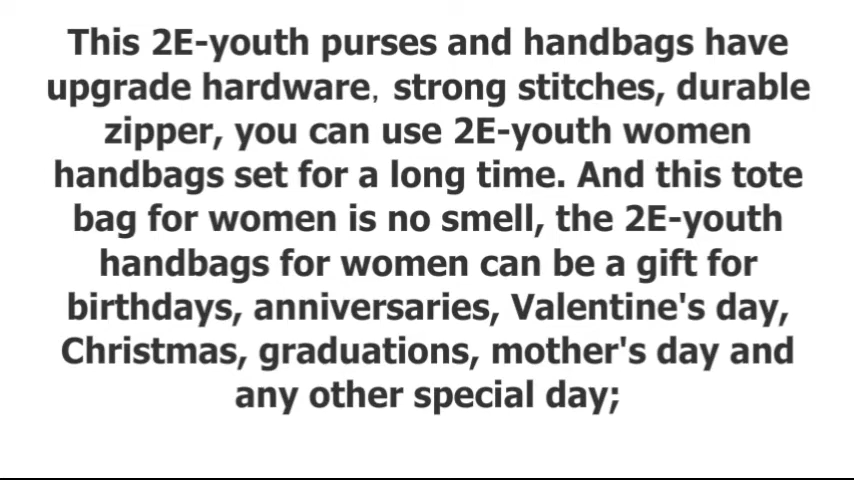 This 2E-youth purses and handbags have
upgrade hardware, strong stitches, durable
zipper, you can use 2E-youth women
handbags set for a long time. And this tote
bag for women is no smell, the 2E-youth
handbags for women can be a gift for
birthdays, anniversaries, Valentine's day,
Christmas, graduations, mother's day and
any other special day;